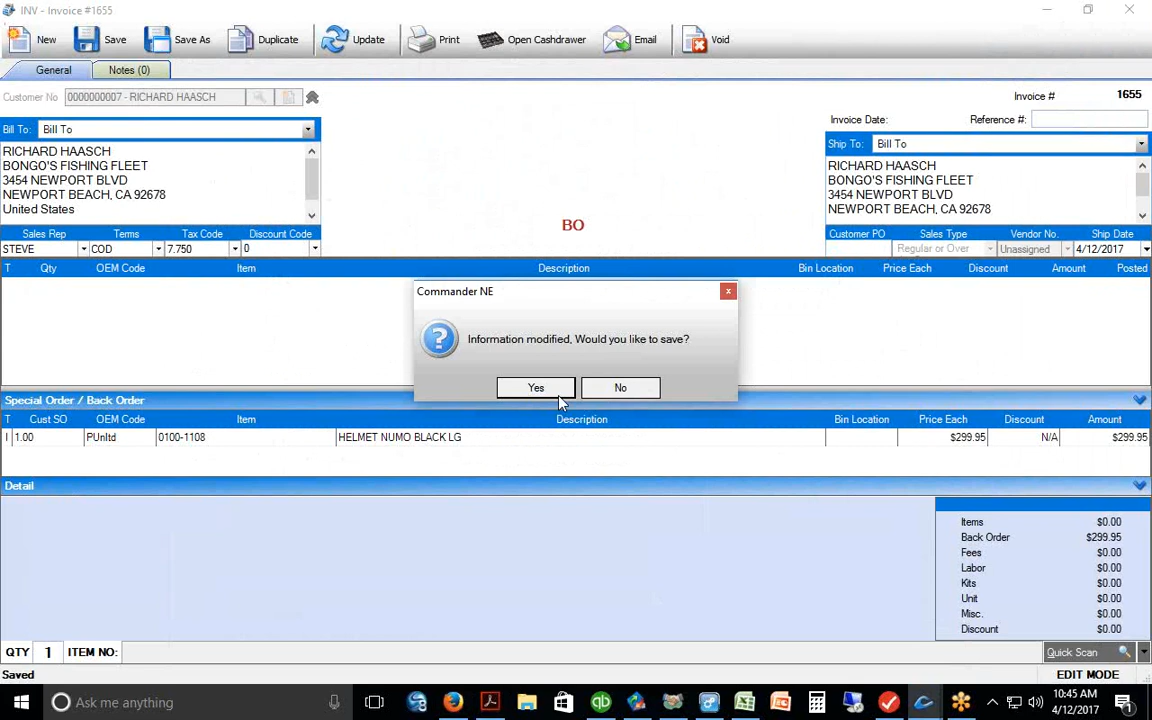 INV - Invoice #1655
New Save Save As Duplicate Update Print Open Cashdrawer Email Void
General Notes (0)
Customer No 0000000007 - RICHARD HAASCH Invoice # 1655
Invoice Date: Reference #:
Bill To: Bill To Ship To: Bill To
RICHARD HAASCH
BONGO'S FISHING FLEET
3454 NEWPORT BLVD
NEWPORT BEACH, CA 92678
United States
RICHARD HAASCH
BONGO'S FISHING FLEET
3454 NEWPORT BLVD
NEWPORT BEACH, CA 92678
BO
Sales Rep Terms Tax Code Discount Code Customer PO Sales Type Vendor No. Ship Date
STEVE COD 7.750 0 Regular or Over Unassigned 4/12/2017
T Qty OEM Code Item Description Bin Location Price Each Discount Amount Posted
Commander NE
x
?
Information modified, Would you like to save?
Yes No
Special Order / Back Order
T Cust SO OEM Code Item Description Bin Location Price Each Discount Amount
I 1.00 PUnltd 0100-1108 HELMET NUMO BLACK LG $299.95 N/A $299.95
Detail
Items $0.00
Back Order $299.95
Fees $0.00
Labor $0.00
Kits $0.00
Unit $0.00
Misc. $0.00
Discount $0.00
QTY 1 ITEM NO: Quick Scan
Saved EDIT MODE
Ask me anything
10:45 AM
4/12/2017
1